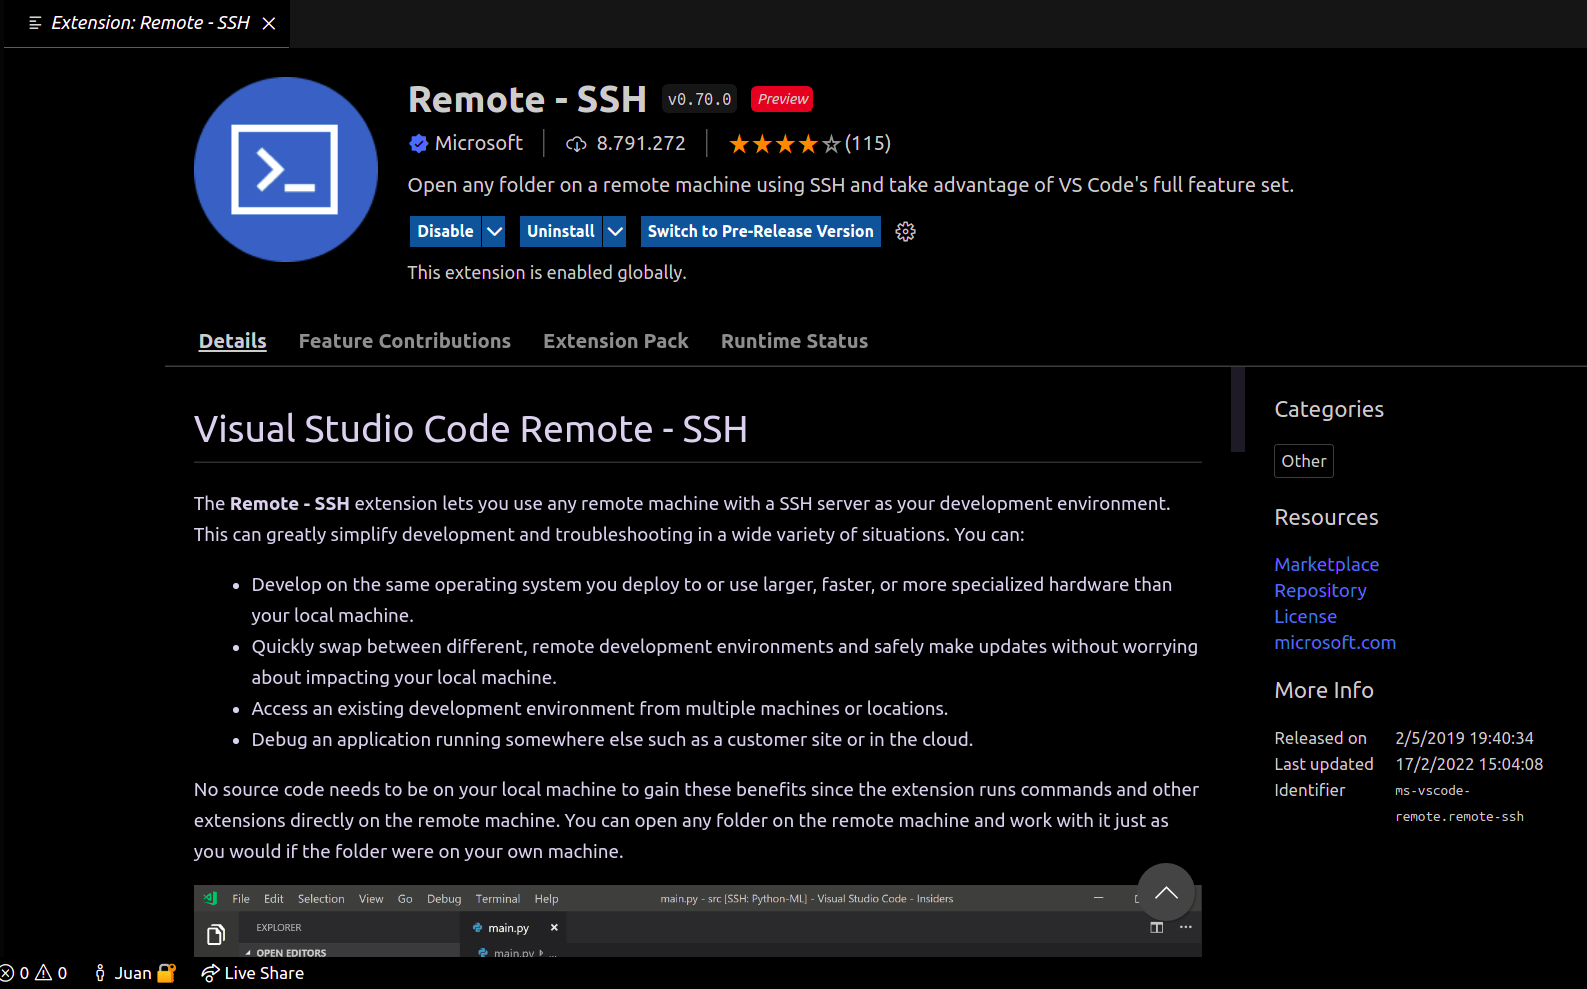 Extension: Remote - SSH
Remote - SSH v0.70.0 Preview
Microsoft 8.791.272 (115)
Open any folder on a remote machine using SSH and take advantage of VS Code's full feature set.
Disable Uninstall Switch to Pre-Release Version
This extension is enabled globally.
Details Feature Contributions Extension Pack Runtime Status
Visual Studio Code Remote - SSH
The Remote - SSH extension lets you use any remote machine with a SSH server as your development environment.
This can greatly simplify development and troubleshooting in a wide variety of situations. You can:
• Develop on the same operating system you deploy to or use larger, faster, or more specialized hardware than
your local machine.
• Quickly swap between different, remote development environments and safely make updates without worrying
about impacting your local machine.
• Access an existing development environment from multiple machines or locations.
• Debug an application running somewhere else such as a customer site or in the cloud.
No source code needs to be on your local machine to gain these benefits since the extension runs commands and other
extensions directly on the remote machine. You can open any folder on the remote machine and work with it just as
you would if the folder were on your own machine.
File Edit Selection View Go Debug Terminal Help main.py - src [SSH: Python-ML] - Visual Studio Code - Insiders
EXPLORER main.py
OPEN EDITORS main.py ...
Categories
Other
Resources
Marketplace
Repository
License
microsoft.com
More Info
Released on 2/5/2019 19:40:34
Last updated 17/2/2022 15:04:08
Identifier ms-vscode-
remote.remote-ssh
0 0 Juan Live Share